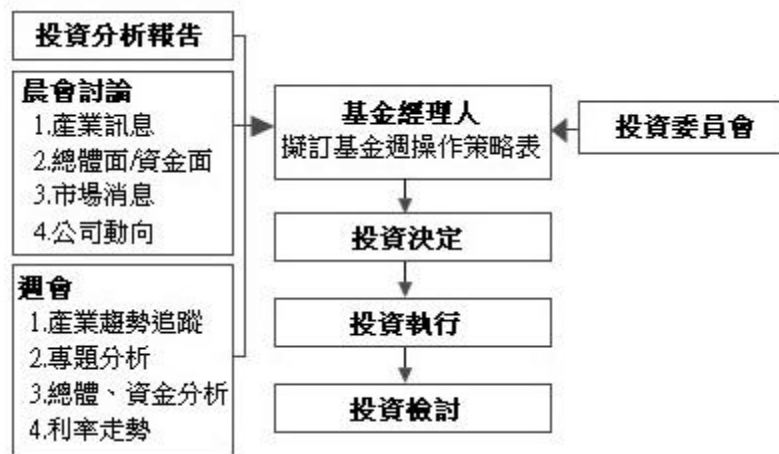 投資分析報告
晨會討論
1.產業訊息
2.總體面/資金面
3.市場消息
4.公司動向
週會
1.產業趨勢追蹤
2.專題分析
3.總體、資金分析
4.利率走勢
基金經理人
擬訂基金週操作策略表
投資委員會
投資決定
投資執行
投資檢討